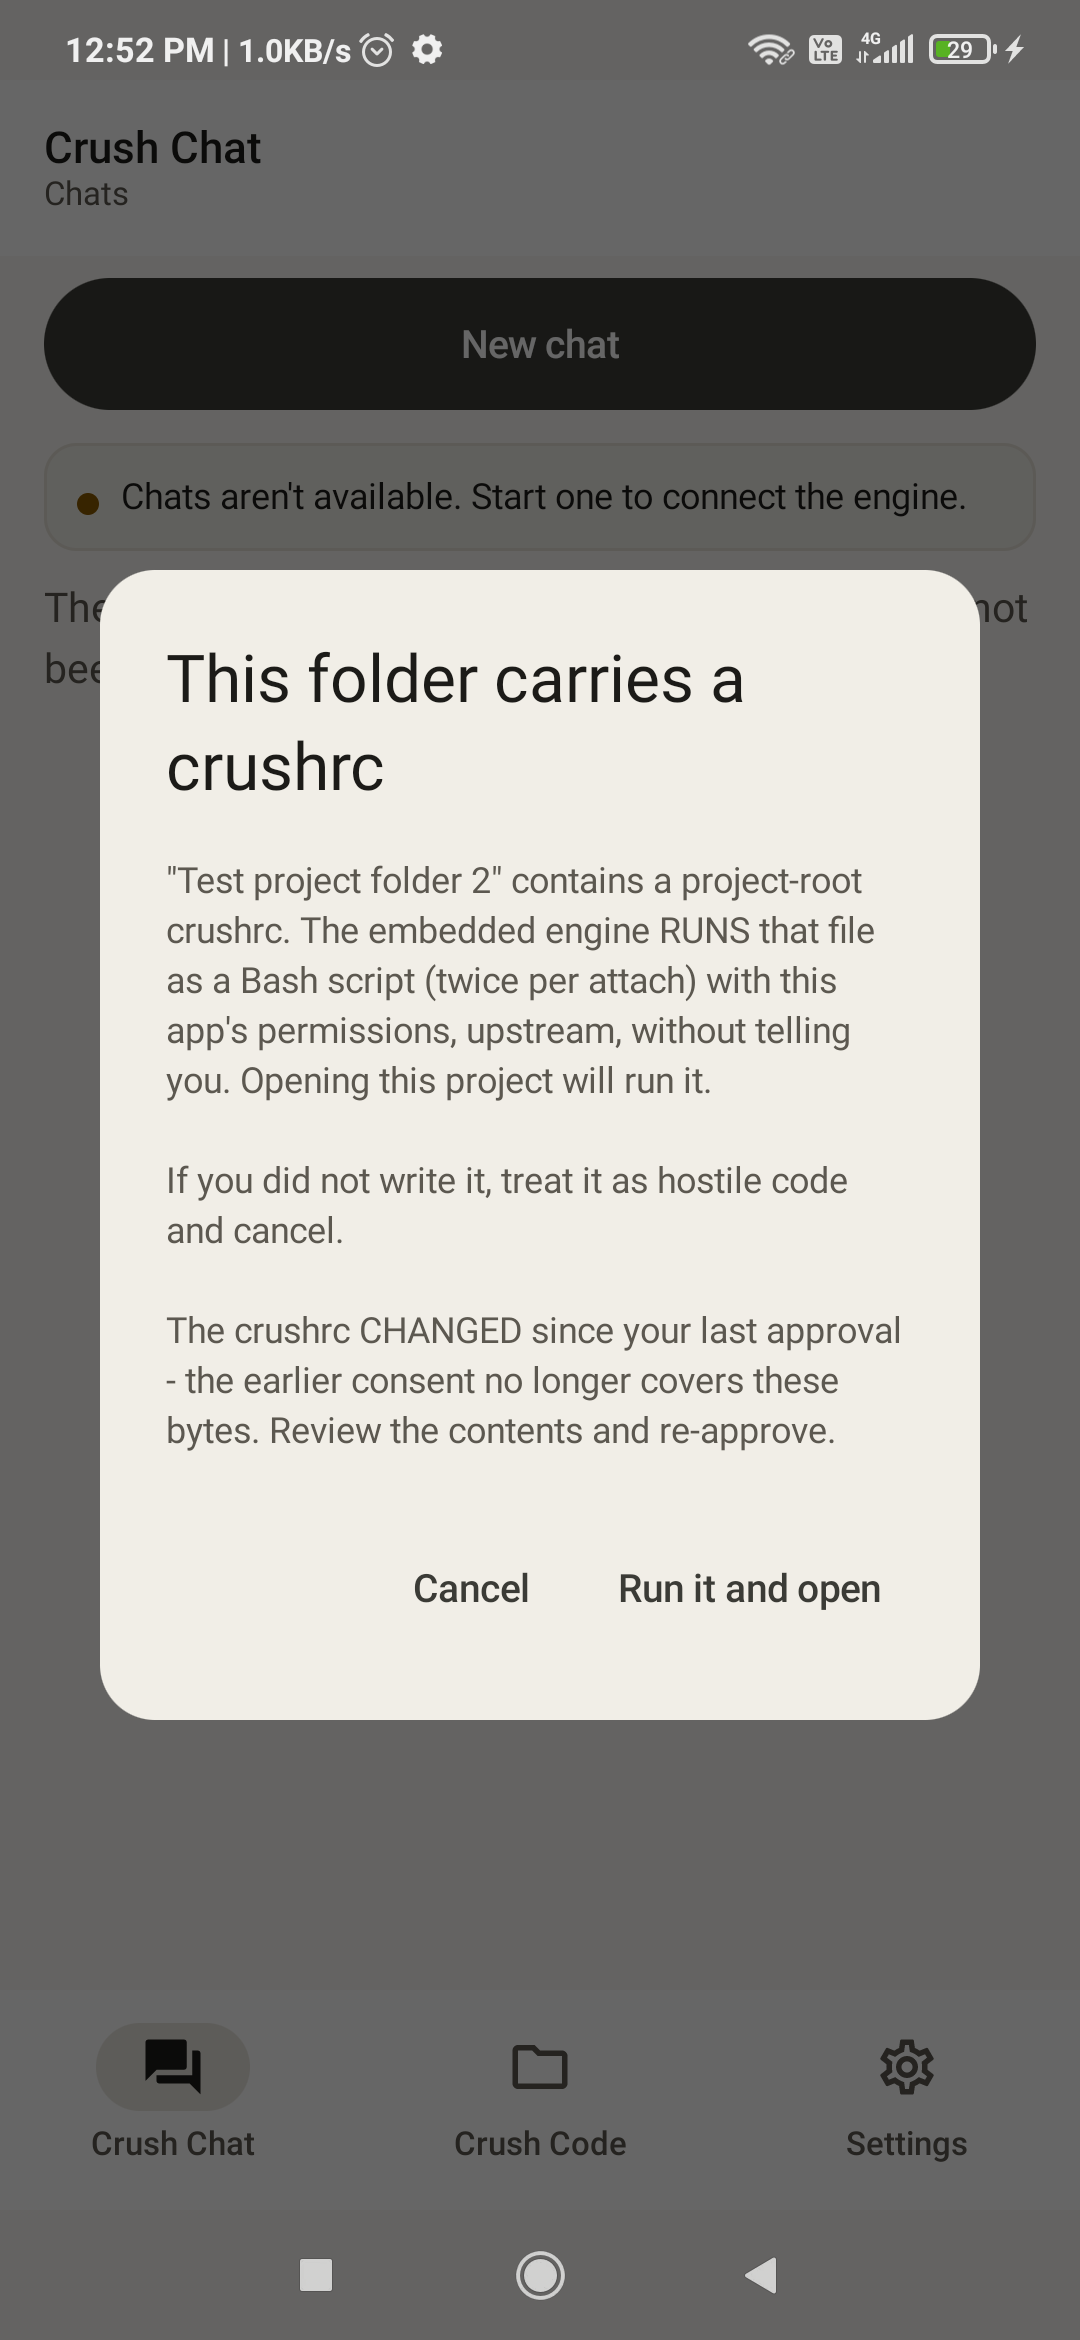 12:52 PM | 1.0KB/s
Vo LTE
4G
29
Crush Chat
Chats
New chat
Chats aren't available. Start one to connect the engine.
not
This folder carries a
crushrc
"Test project folder 2" contains a project-root
crushrc. The embedded engine RUNS that file
as a Bash script (twice per attach) with this
app's permissions, upstream, without telling
you. Opening this project will run it.
If you did not write it, treat it as hostile code
and cancel.
The crushrc CHANGED since your last approval
- the earlier consent no longer covers these
bytes. Review the contents and re-approve.
Cancel
Run it and open
Crush Chat
Crush Code
Settings